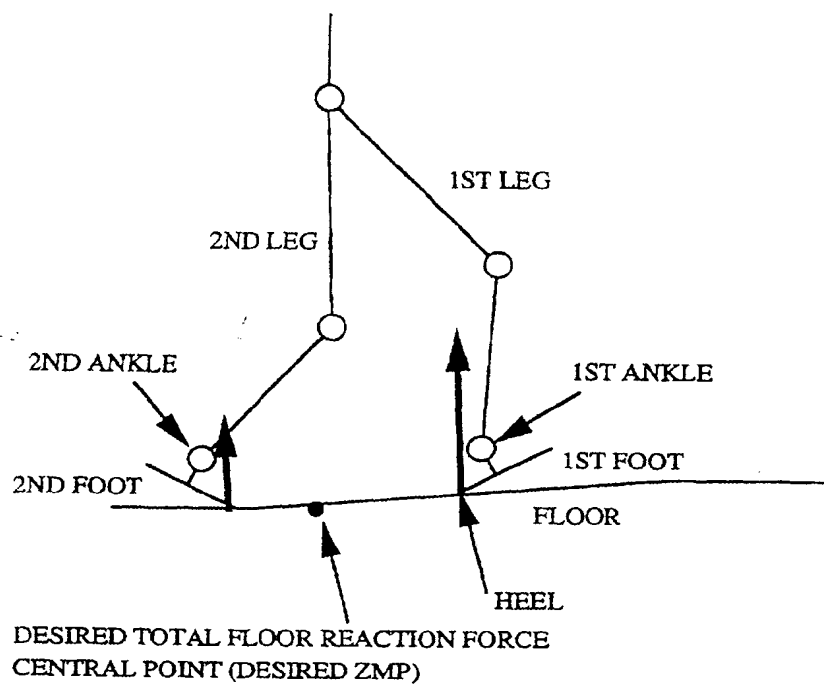 1ST LEG
2ND LEG
2ND ANKLE
1ST ANKLE
1ST FOOT
2ND FOOT
FLOOR
HEEL
DESIRED TOTAL FLOOR REACTION FORCE
CENTRAL POINT (DESIRED ZMP)